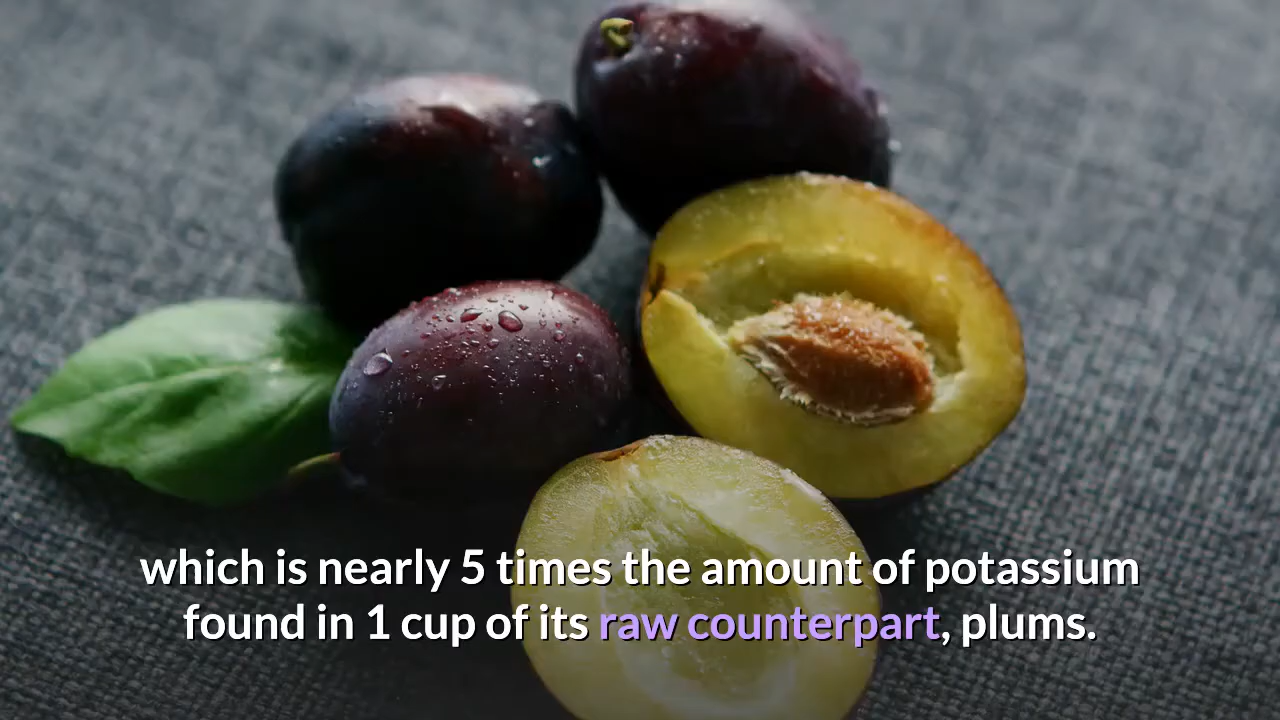 which is nearly 5 times the amount of potassium
found in 1 cup of its raw counterpart, plums.